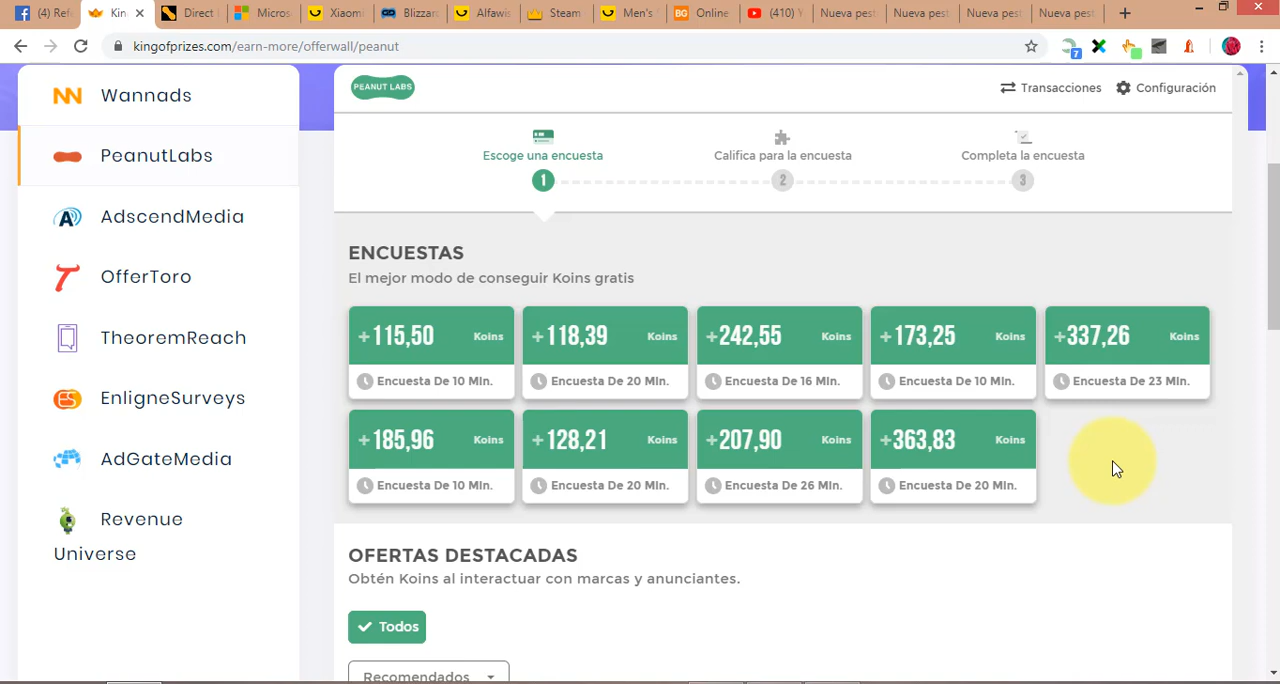 (4) Refe
Kin
Direct
Micros
Xiaomi
Blizzar
Alfawis
Steam
Men's
Online
(410) Y
Nueva pest
Nueva pest
Nueva pest
Nueva pest
kingofprizes.com/earn-more/offerwall/peanut
7
Wannads
PeanutLabs
AdscendMedia
OfferToro
TheoremReach
EnligneSurveys
AdGateMedia
Revenue
Universe
PEANUT LABS
Transacciones
Configuración
Escoge una encuesta
Califica para la encuesta
Completa la encuesta
1
2
3
ENCUESTAS
El mejor modo de conseguir Koins gratis
+115,50 Koins
Encuesta De 10 Min.
+118,39 Koins
Encuesta De 20 Min.
+242,55 Koins
Encuesta De 16 Min.
+173,25 Koins
Encuesta De 10 Min.
+337,26 Koins
Encuesta De 23 Min.
+185,96 Koins
Encuesta De 10 Min.
+128,21 Koins
Encuesta De 20 Min.
+207,90 Koins
Encuesta De 26 Min.
+363,83 Koins
Encuesta De 20 Min.
OFERTAS DESTACADAS
Obtén Koins al interactuar con marcas y anunciantes.
Todos
Recomendados